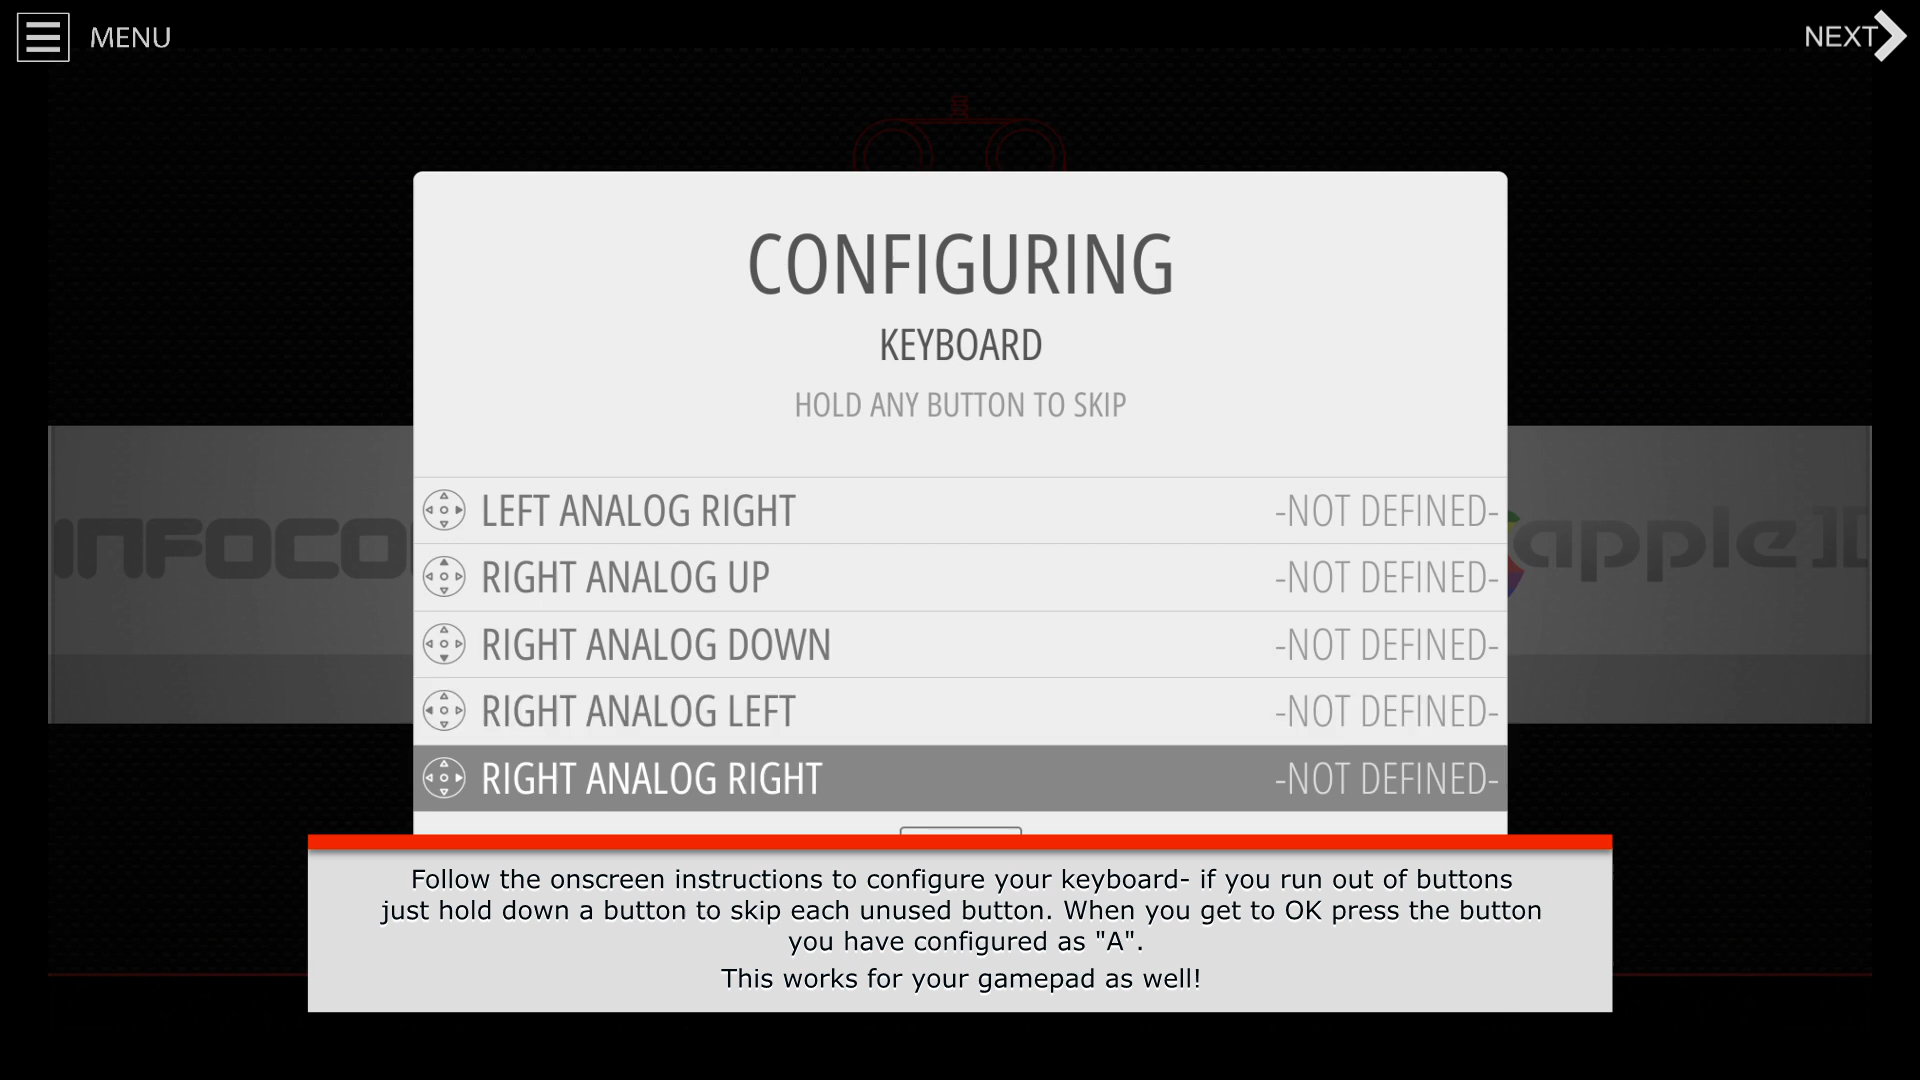 MENU
NEXT
CONFIGURING
KEYBOARD
HOLD ANY BUTTON TO SKIP
LEFT ANALOG RIGHT -NOT DEFINED-
RIGHT ANALOG UP -NOT DEFINED-
RIGHT ANALOG DOWN -NOT DEFINED-
RIGHT ANALOG LEFT -NOT DEFINED-
RIGHT ANALOG RIGHT -NOT DEFINED-
INFOCO
apple ]
Follow the onscreen instructions to configure your keyboard- if you run out of buttons
just hold down a button to skip each unused button. When you get to OK press the button
you have configured as "A".
This works for your gamepad as well!